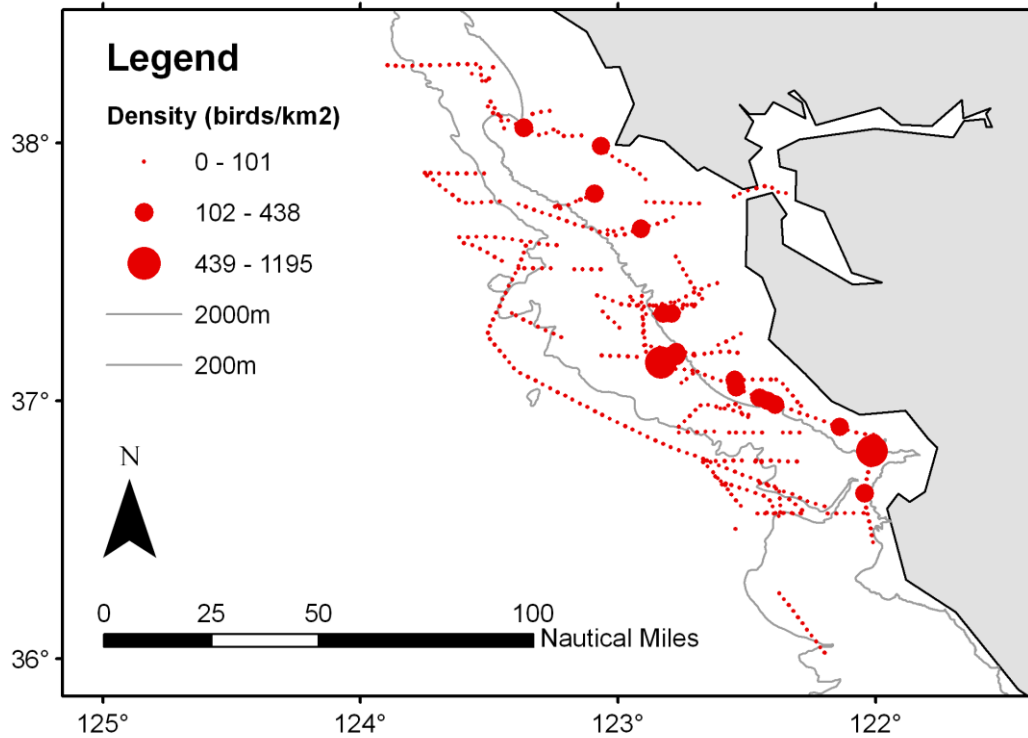 Legend
Density (birds/km2)
0 - 101
102 - 438
439 - 1195
2000m
200m
N
0 25 50 100
Nautical Miles
38°
37°
36°
125° 124° 123° 122°